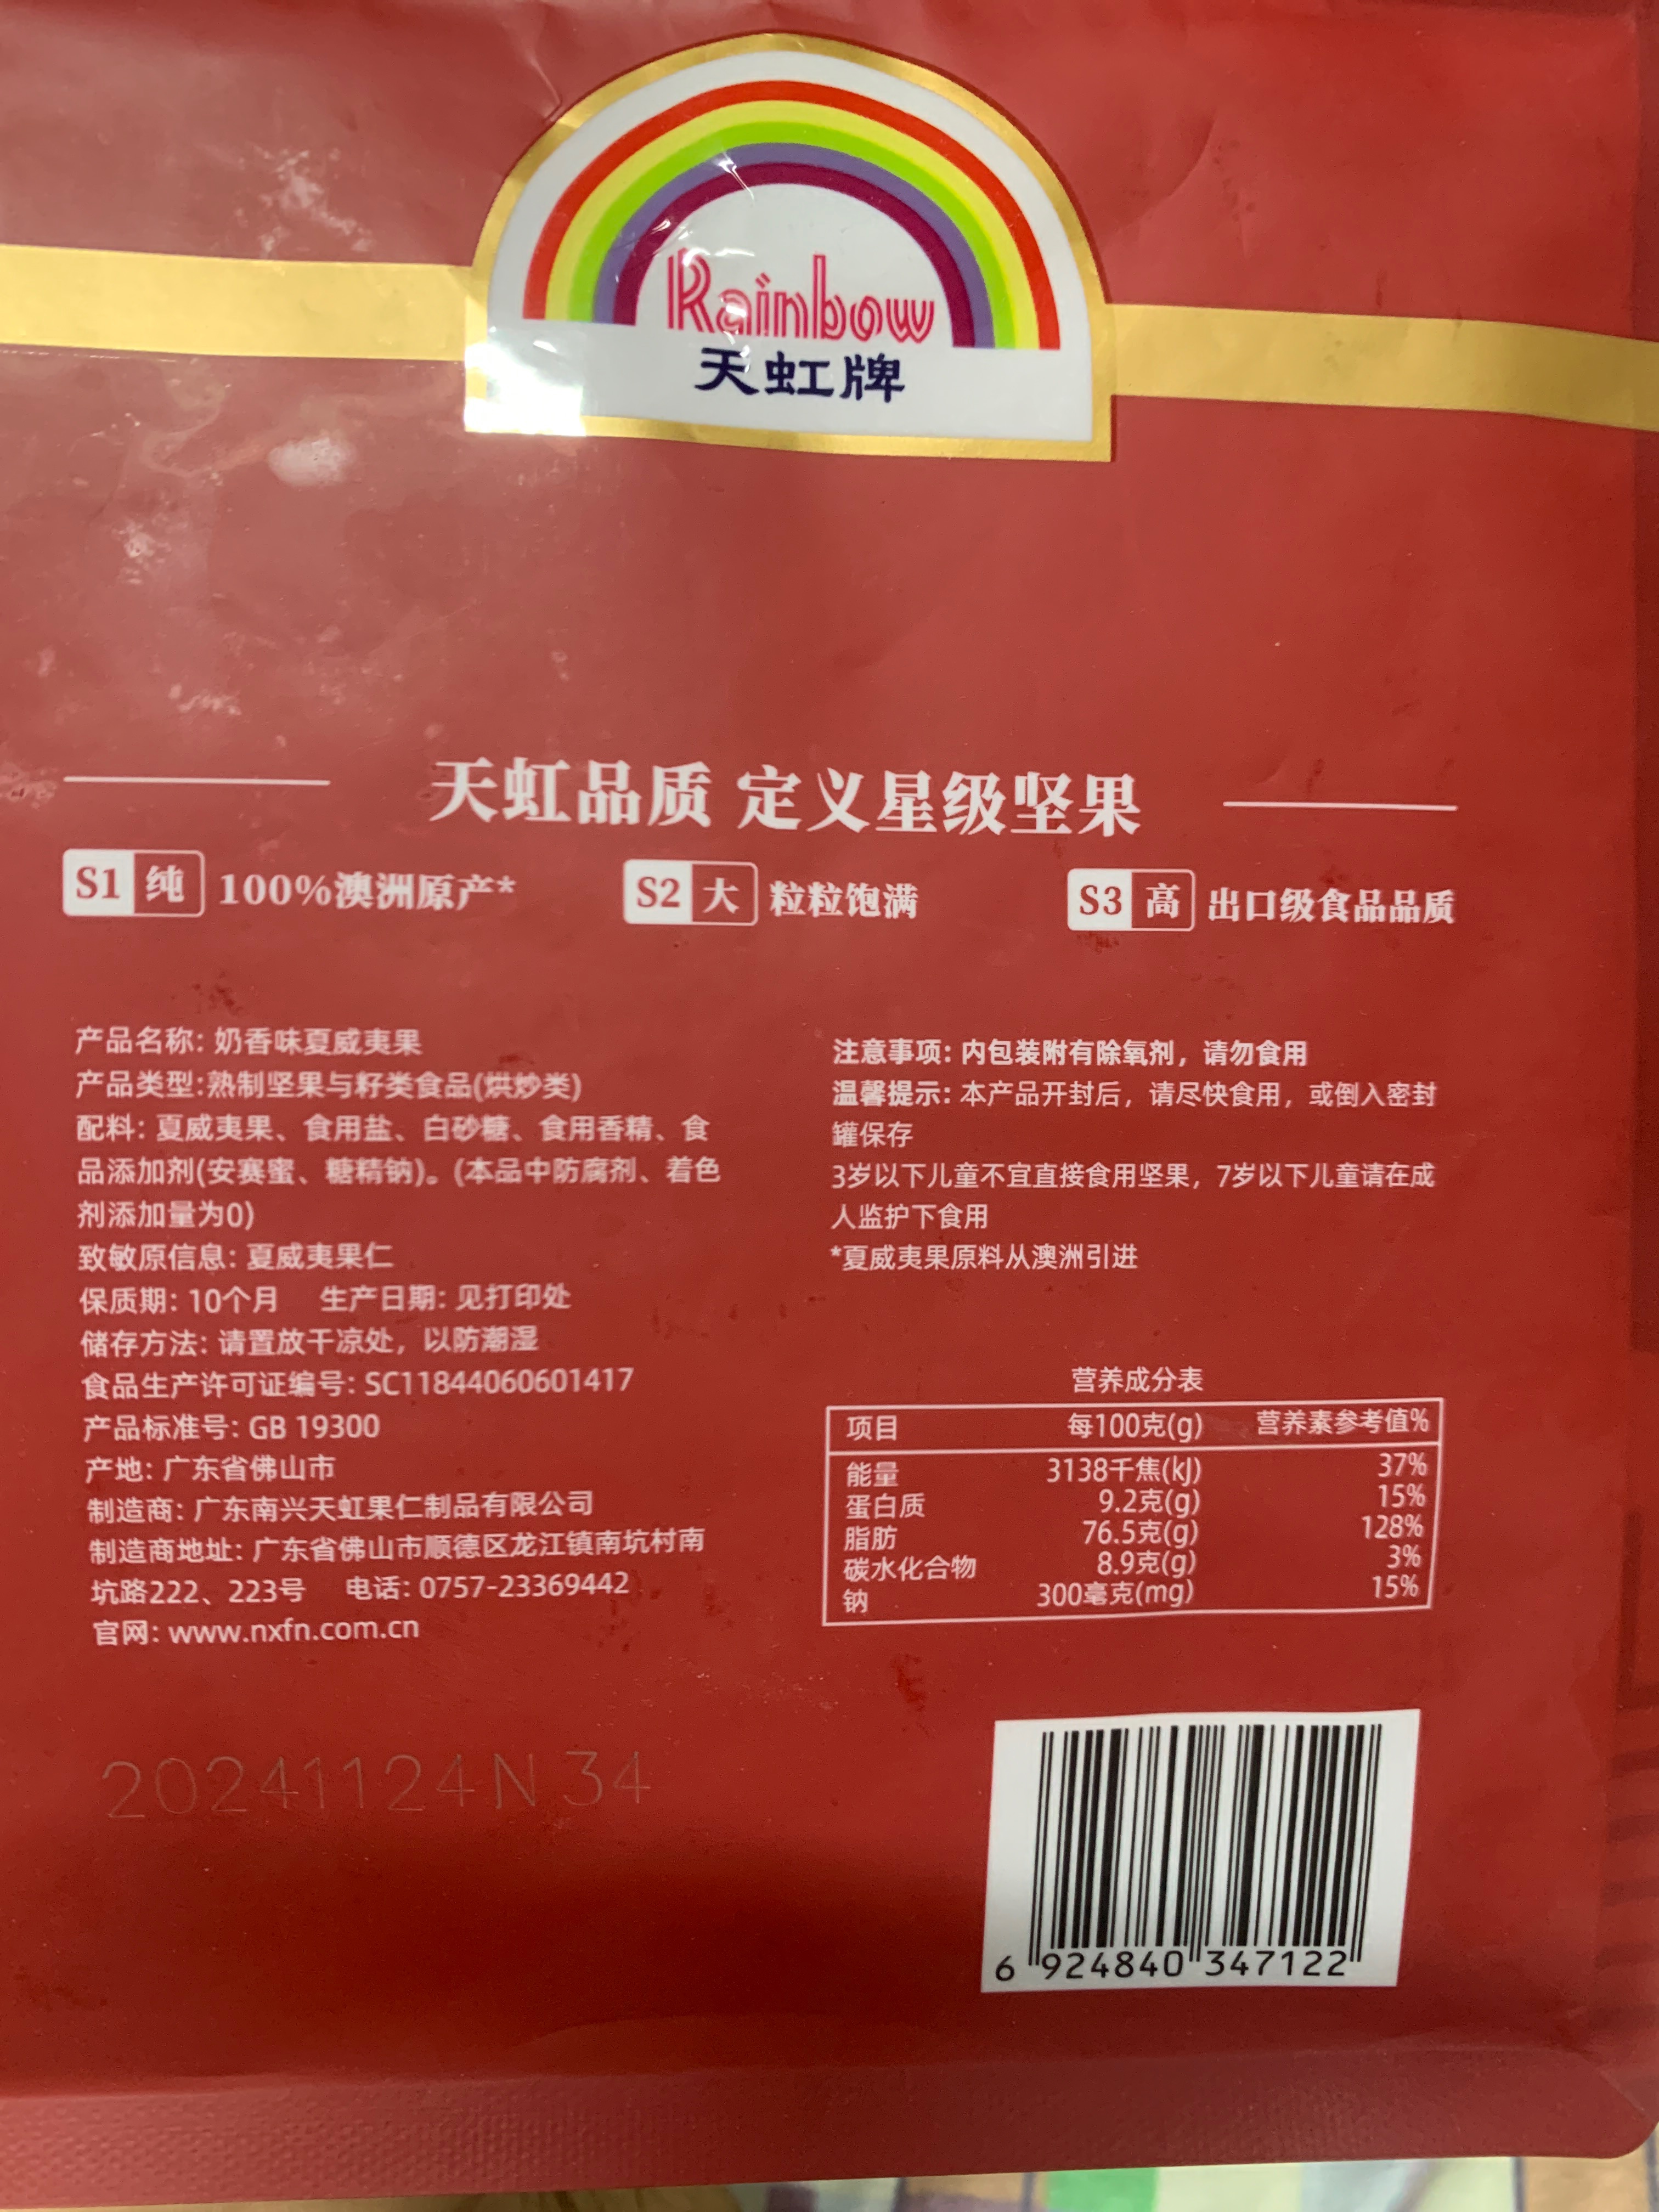 Rainbow
天虹牌
天虹品质 定义星级坚果
S1 纯 100%澳洲原产*
S2 大 粒粒饱满
S3 高 出口级食品品质
产品名称: 奶香味夏威夷果
产品类型:熟制坚果与籽类食品(烘炒类)
配料: 夏威夷果、食用盐、白砂糖、食用香精、食
品添加剂(安赛蜜、糖精钠)。(本品中防腐剂、着色
剂添加量为0)
致敏原信息: 夏威夷果仁
保质期: 10个月 生产日期: 见打印处
储存方法: 请置放干凉处，以防潮湿
食品生产许可证编号: SC11844060601417
产品标准号: GB 19300
产地: 广东省佛山市
制造商: 广东南兴天虹果仁制品有限公司
制造商地址: 广东省佛山市顺德区龙江镇南坑村南
坑路222、223号 电话: 0757-23369442
官网: www.nxfn.com.cn
注意事项: 内包装附有除氧剂，请勿食用
温馨提示: 本产品开封后，请尽快食用，或倒入密封
罐保存
3岁以下儿童不宜直接食用坚果，7岁以下儿童请在成
人监护下食用
*夏威夷果原料从澳洲引进
营养成分表
项目 每100克(g) 营养素参考值%
能量 3138千焦(kJ) 37%
蛋白质 9.2克(g) 15%
脂肪 76.5克(g) 128%
碳水化合物 8.9克(g) 3%
钠 300毫克(mg) 15%
20241124N 34
6 924840 347122